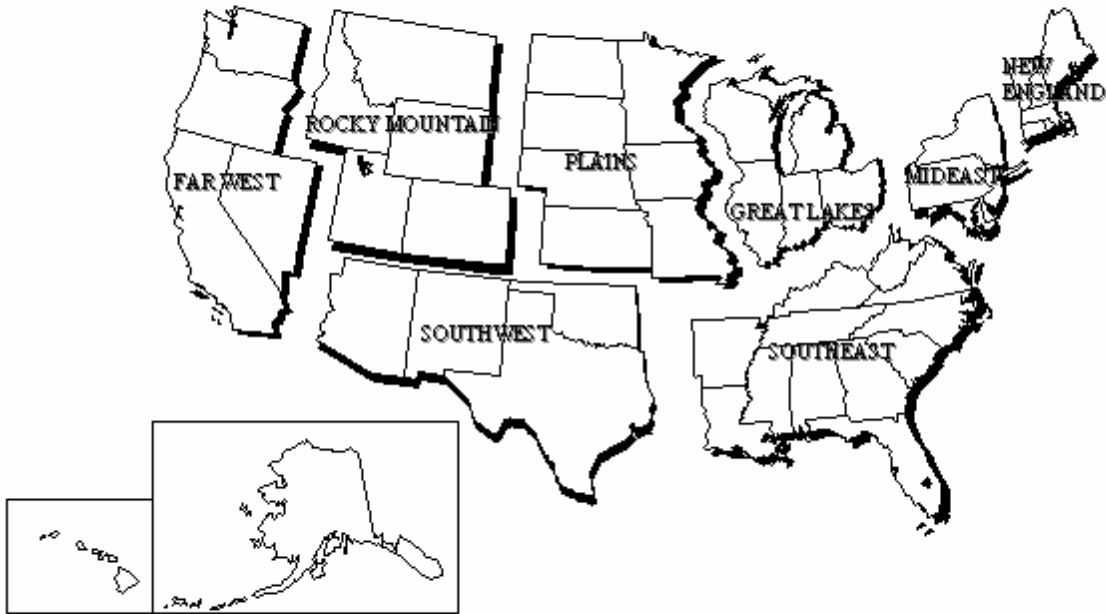 NEW
ENGLAND
ROCKY MOUNTAIN
PLAINS
MIDEAST
FAR WEST
GREAT LAKES
SOUTHWEST
SOUTHEAST